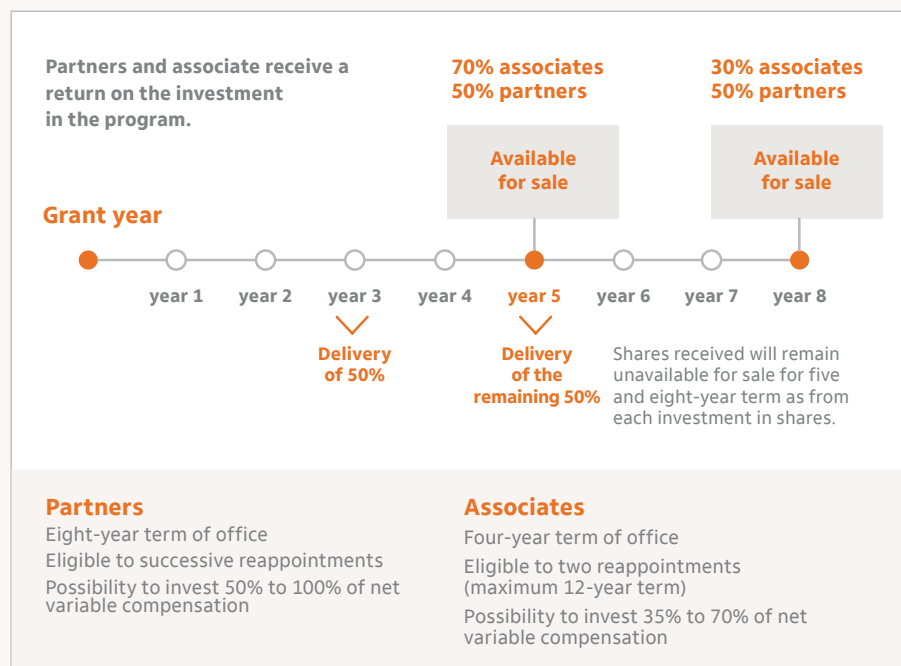 Partners and associate receive a
return on the investment
in the program.
70% associates
50% partners
30% associates
50% partners
Available
for sale
Available
for sale
Grant year
year 1
year 2
year 3
year 4
year 5
year 6
year 7
year 8
Delivery
of 50%
Delivery
of the
remaining 50%
Shares received will remain
unavailable for sale for five
and eight-year term as from
each investment in shares.
Partners
Eight-year term of office
Eligible to successive reappointments
Possibility to invest 50% to 100% of net
variable compensation
Associates
Four-year term of office
Eligible to two reappointments
(maximum 12-year term)
Possibility to invest 35% to 70% of net
variable compensation